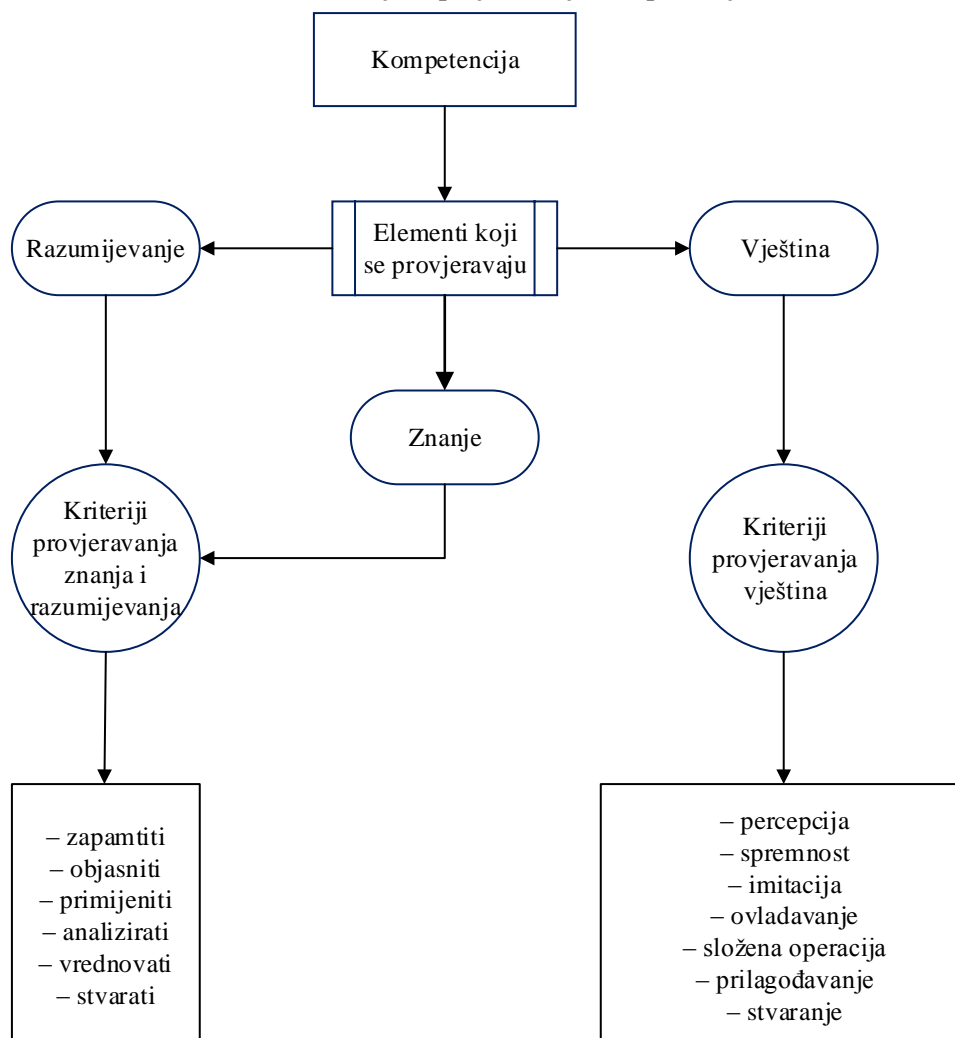 Kompetencija
Razumijevanje
Elementi koji
se provjeravaju
Vještina
Znanje
Kriteriji
provjeravanja
znanja i
razumijevanja
Kriteriji
provjeravanja
vještina
– zapamtiti
– objasniti
– primijeniti
– analizirati
– vrednovati
– stvarati
– percepcija
– spremnost
– imitacija
– ovladavanje
– složena operacija
– prilagođavanje
– stvaranje